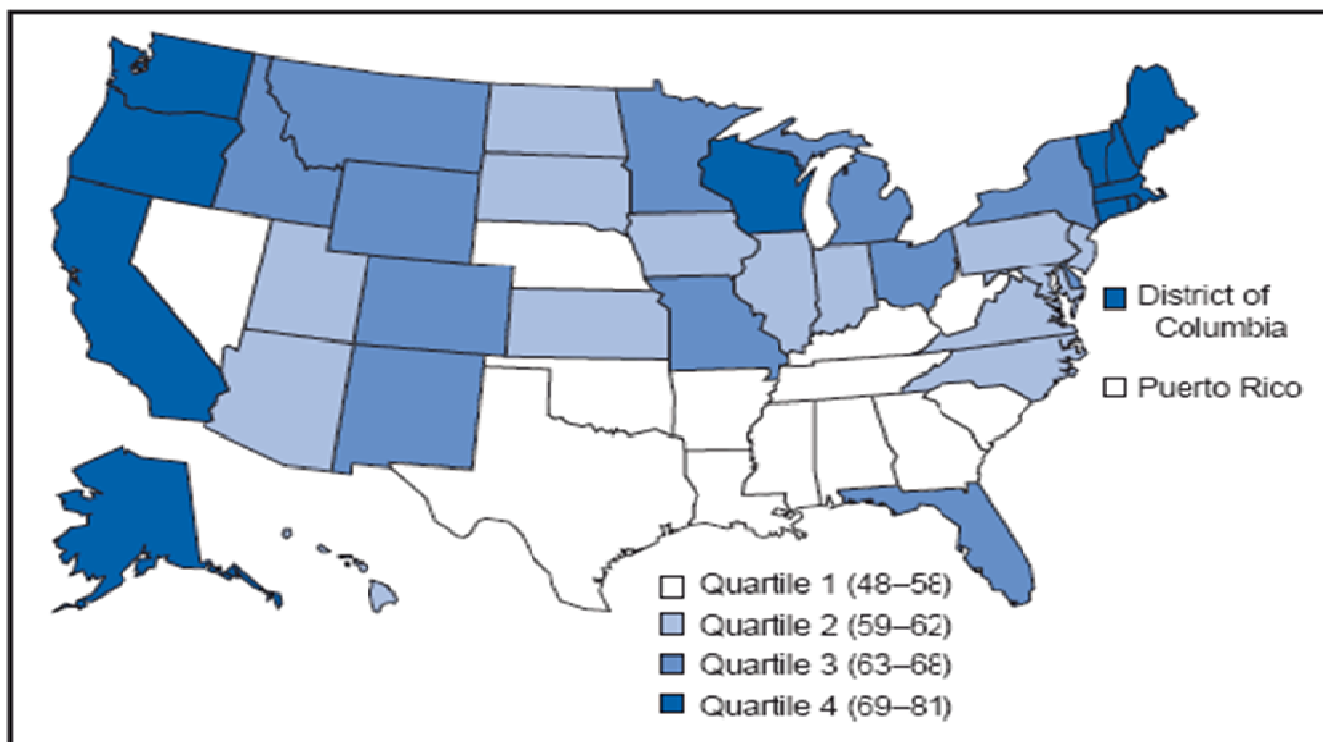 District of
Columbia
Puerto Rico
Quartile 1 (48–58)
Quartile 2 (59–62)
Quartile 3 (63–68)
Quartile 4 (69–81)